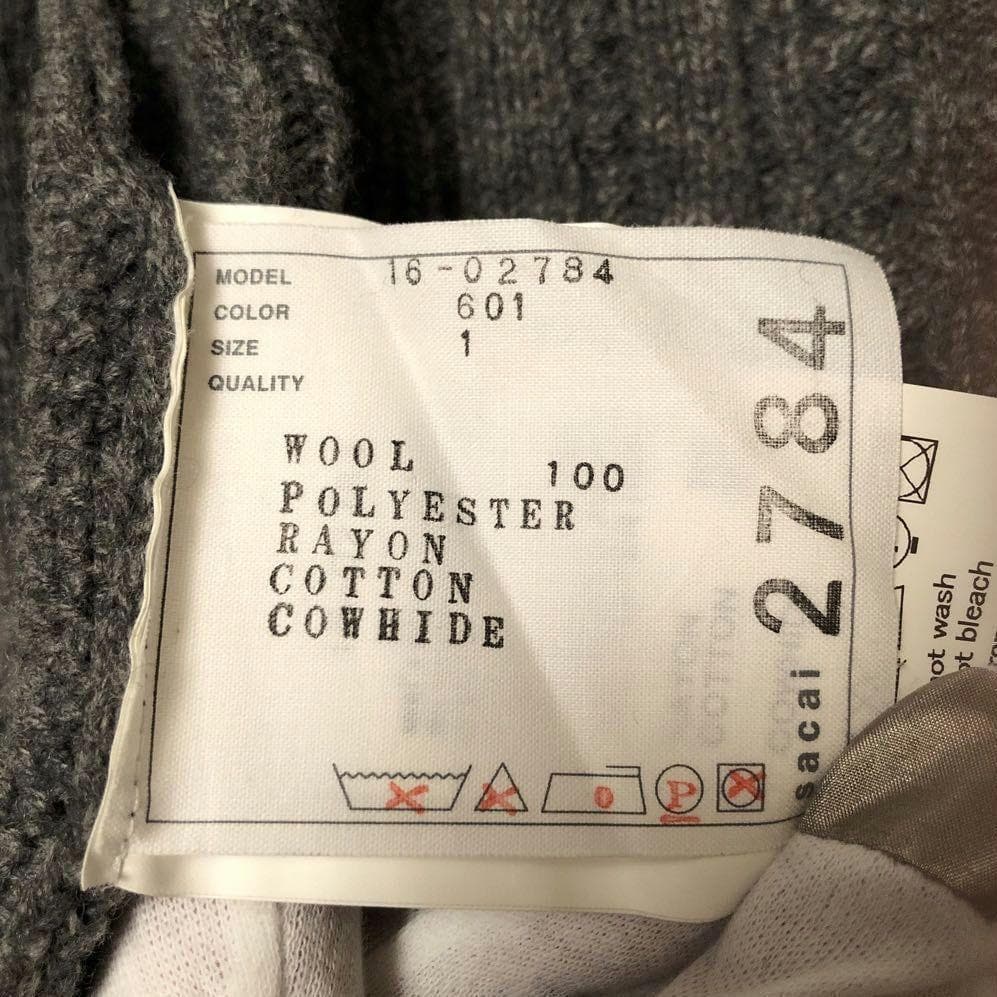 MODEL 16-02784
COLOR 601
SIZE 1
QUALITY
WOOL 100
POLYESTER
RAYON
COTTON
COWHIDE
P
sacai 2784
not wash
ot bleach